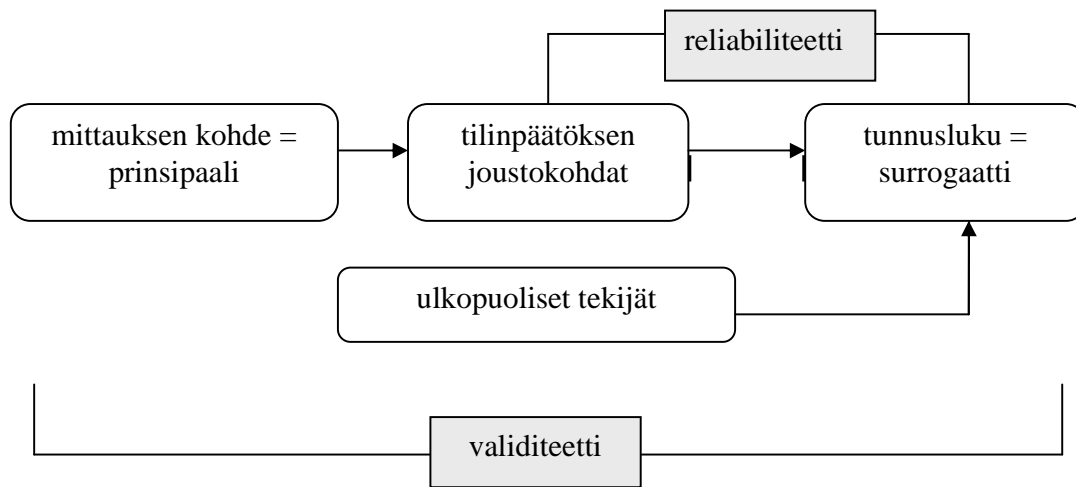 reliabiliteetti
mittauksen kohde =
prinsipaali
tilinpäätöksen
joustokohdat
tunnusluku =
surrogaatti
ulkopuoliset tekijät
validiteetti